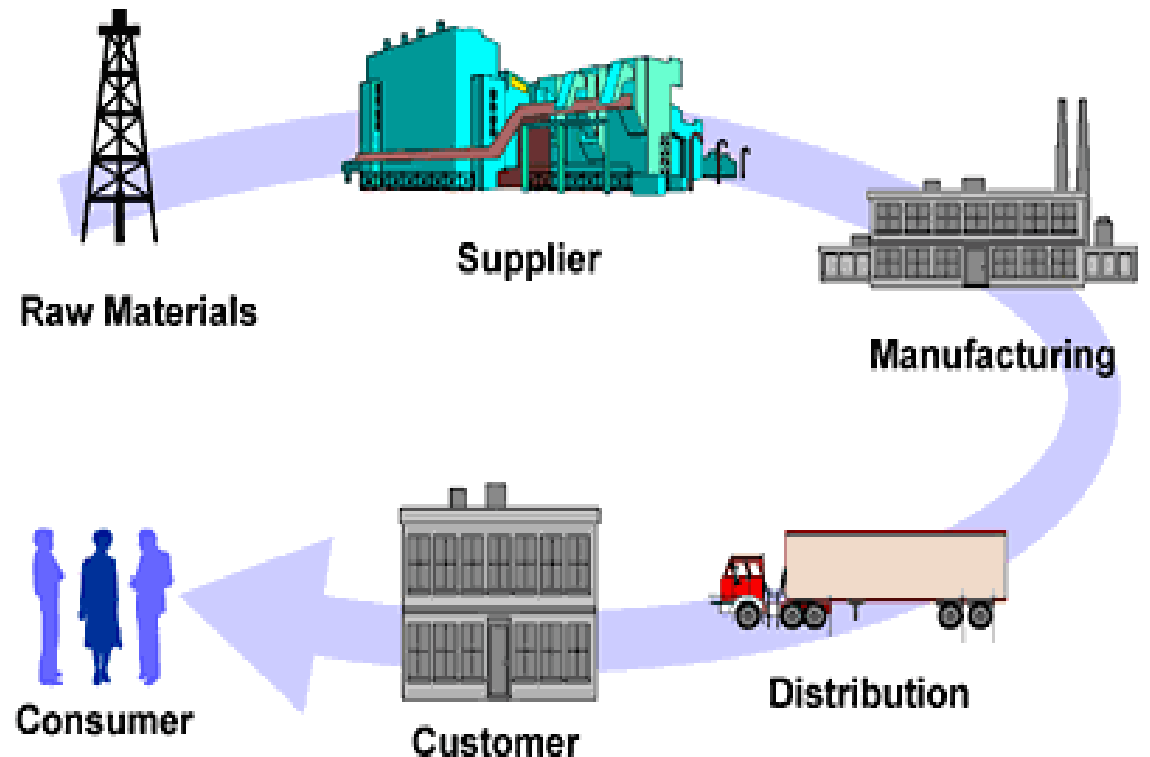 Raw Materials
Supplier
Manufacturing
Distribution
Customer
Consumer